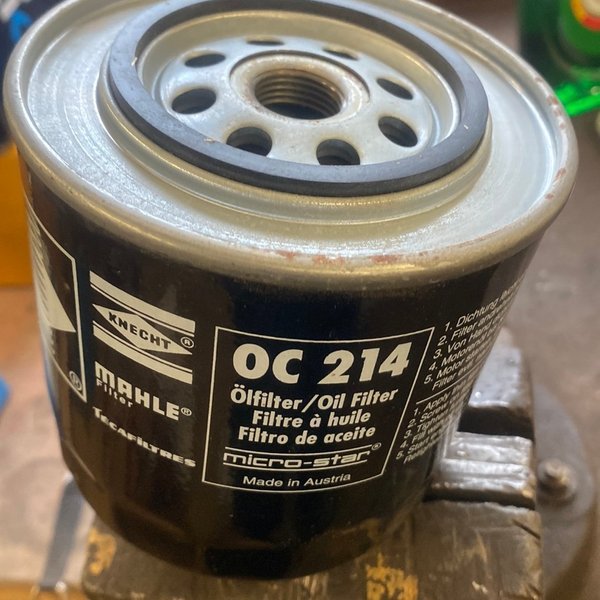 KNECHT ®
MAHLE®
Filter
TECAFILTRES
OC 214
Ölfilter/Oil Filter
Filtre à huile
Filtro de aceite
micro-star®
Made in Austria
1. Dichtung
2. Filter
3. Von Hand
4. Motoröl
5. Motor
Filter
1. Apply
2. Screw
3. Tighten
4. Fill
5. Start
®